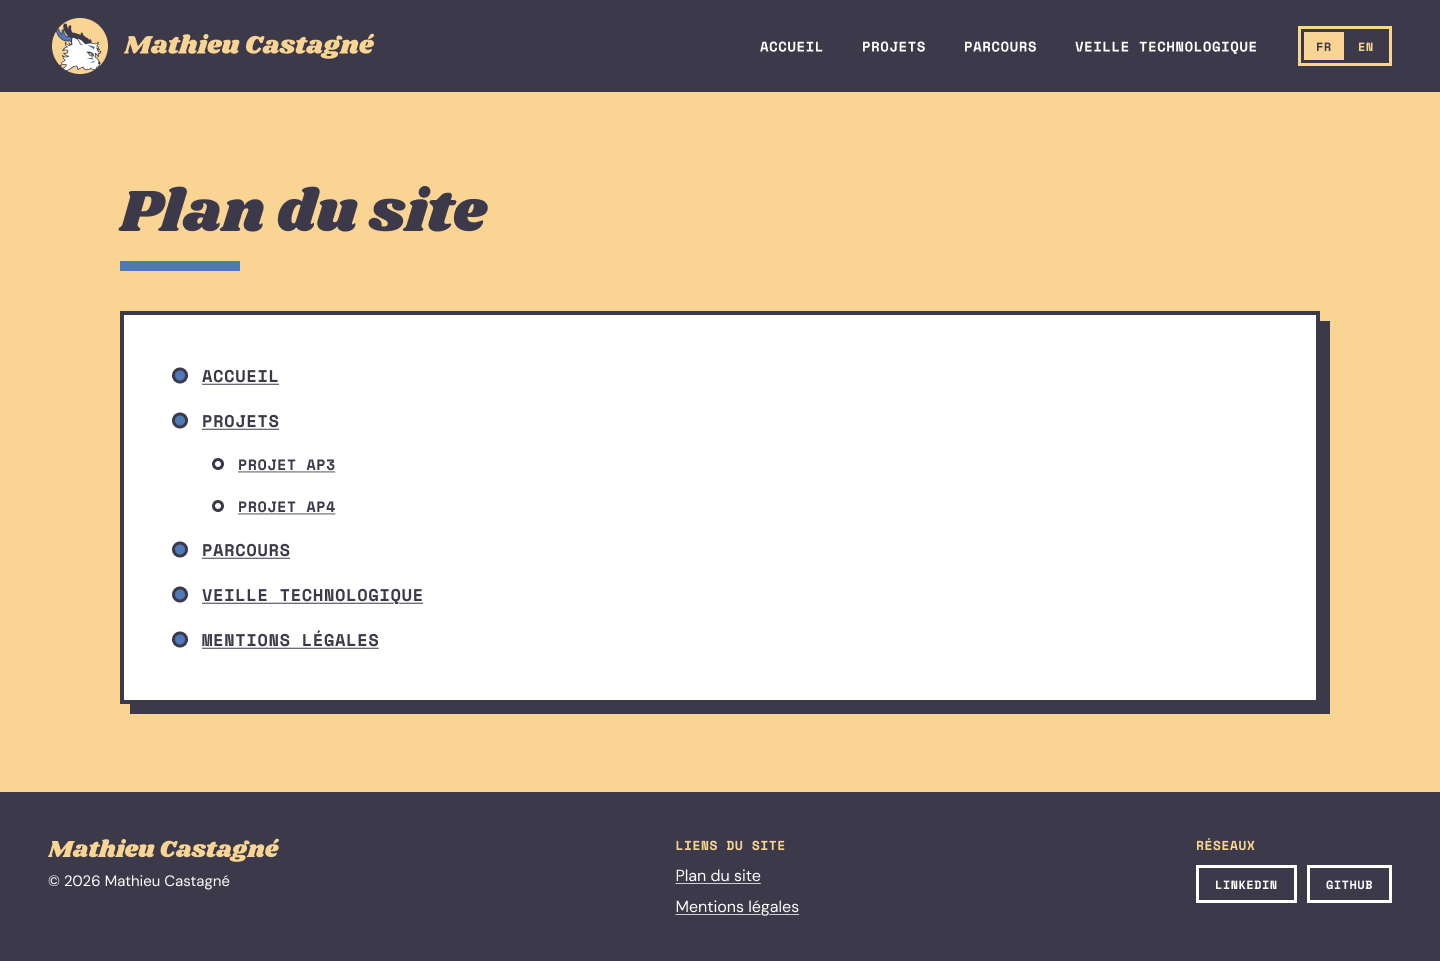 Mathieu Castagné
ACCUEIL PROJETS PARCOURS VEILLE TECHNOLOGIQUE FR EN
Plan du site
ACCUEIL
PROJETS
PROJET AP3
PROJET AP4
PARCOURS
VEILLE TECHNOLOGIQUE
MENTIONS LÉGALES
Mathieu Castagné
© 2026 Mathieu Castagné
LIENS DU SITE
Plan du site
Mentions légales
RÉSEAUX
LINKEDIN GITHUB